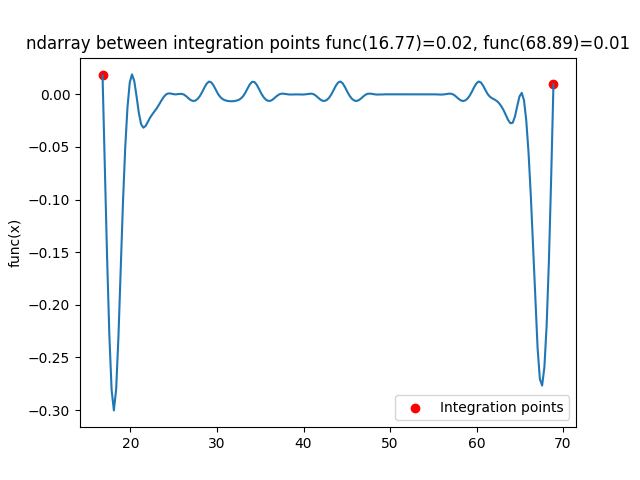 ndarray between integration points func(16.77)=0.02, func(68.89)=0.01
0.00
−0.05
−0.10
−0.15
−0.20
−0.25
−0.30
func(x)
Integration points
20 30 40 50 60 70